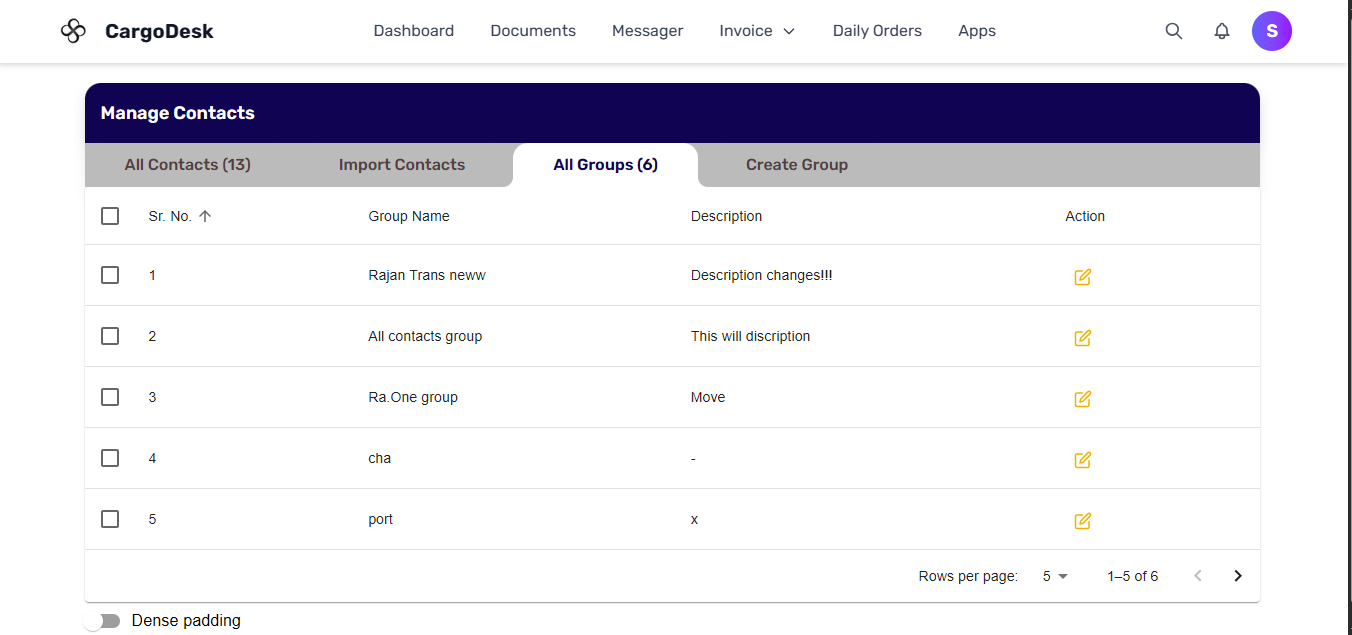 CargoDesk Dashboard Documents Messager Invoice Daily Orders Apps S
Manage Contacts
All Contacts (13) Import Contacts All Groups (6) Create Group
Sr. No. Group Name Description Action
1 Rajan Trans neww Description changes!!!
2 All contacts group This will discription
3 Ra.One group Move
4 cha -
5 port x
Rows per page: 5 1–5 of 6
Dense padding